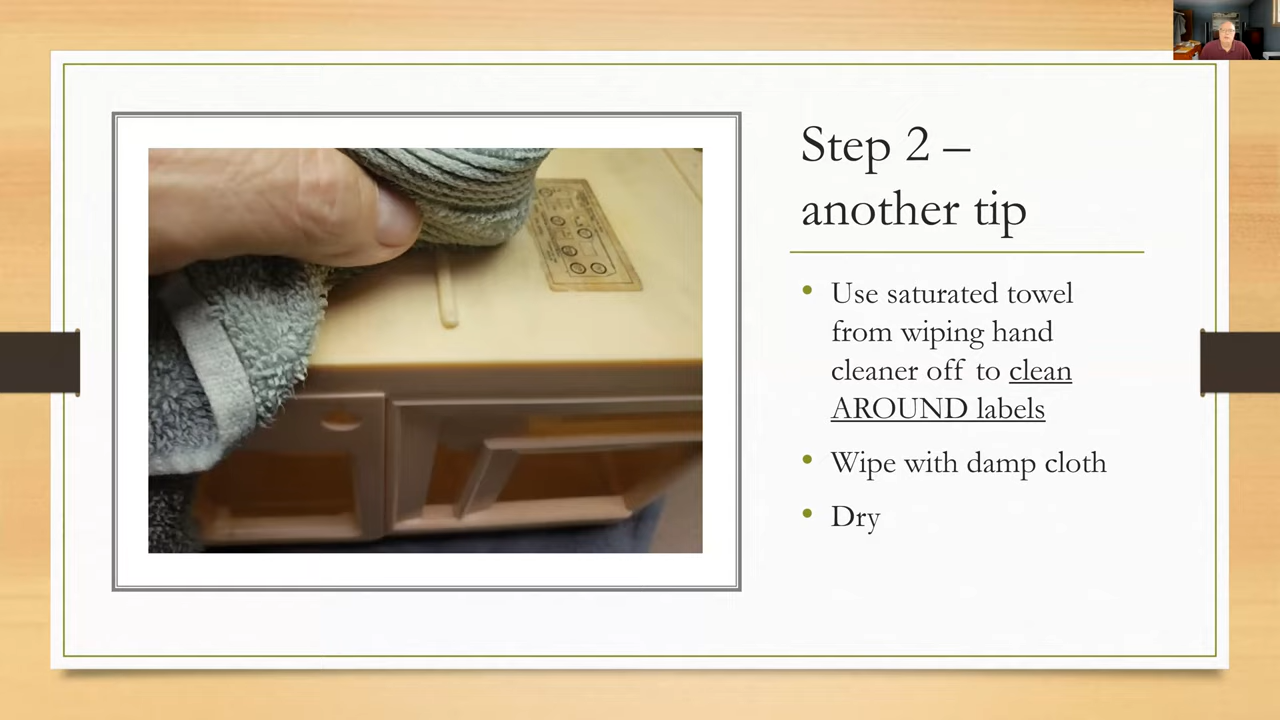 Step 2 –
another tip
• Use saturated towel
from wiping hand
cleaner off to clean
AROUND labels
• Wipe with damp cloth
• Dry